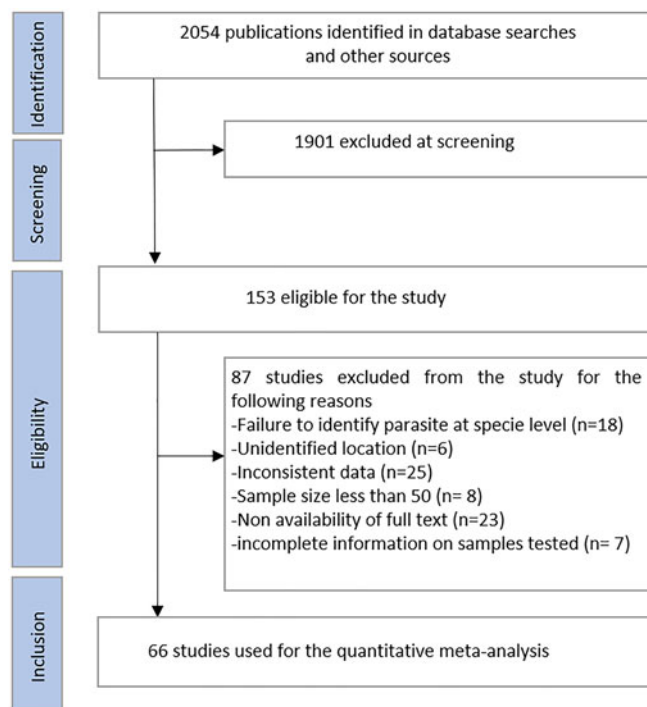 Identification
2054 publications identified in database searches
and other sources
1901 excluded at screening
Screening
153 eligible for the study
Eligibility
87 studies excluded from the study for the
following reasons
-Failure to identify parasite at specie level (n=18)
-Unidentified location (n=6)
-Inconsistent data (n=25)
-Sample size less than 50 (n= 8)
-Non availability of full text (n=23)
-incomplete information on samples tested (n= 7)
Inclusion
66 studies used for the quantitative meta-analysis